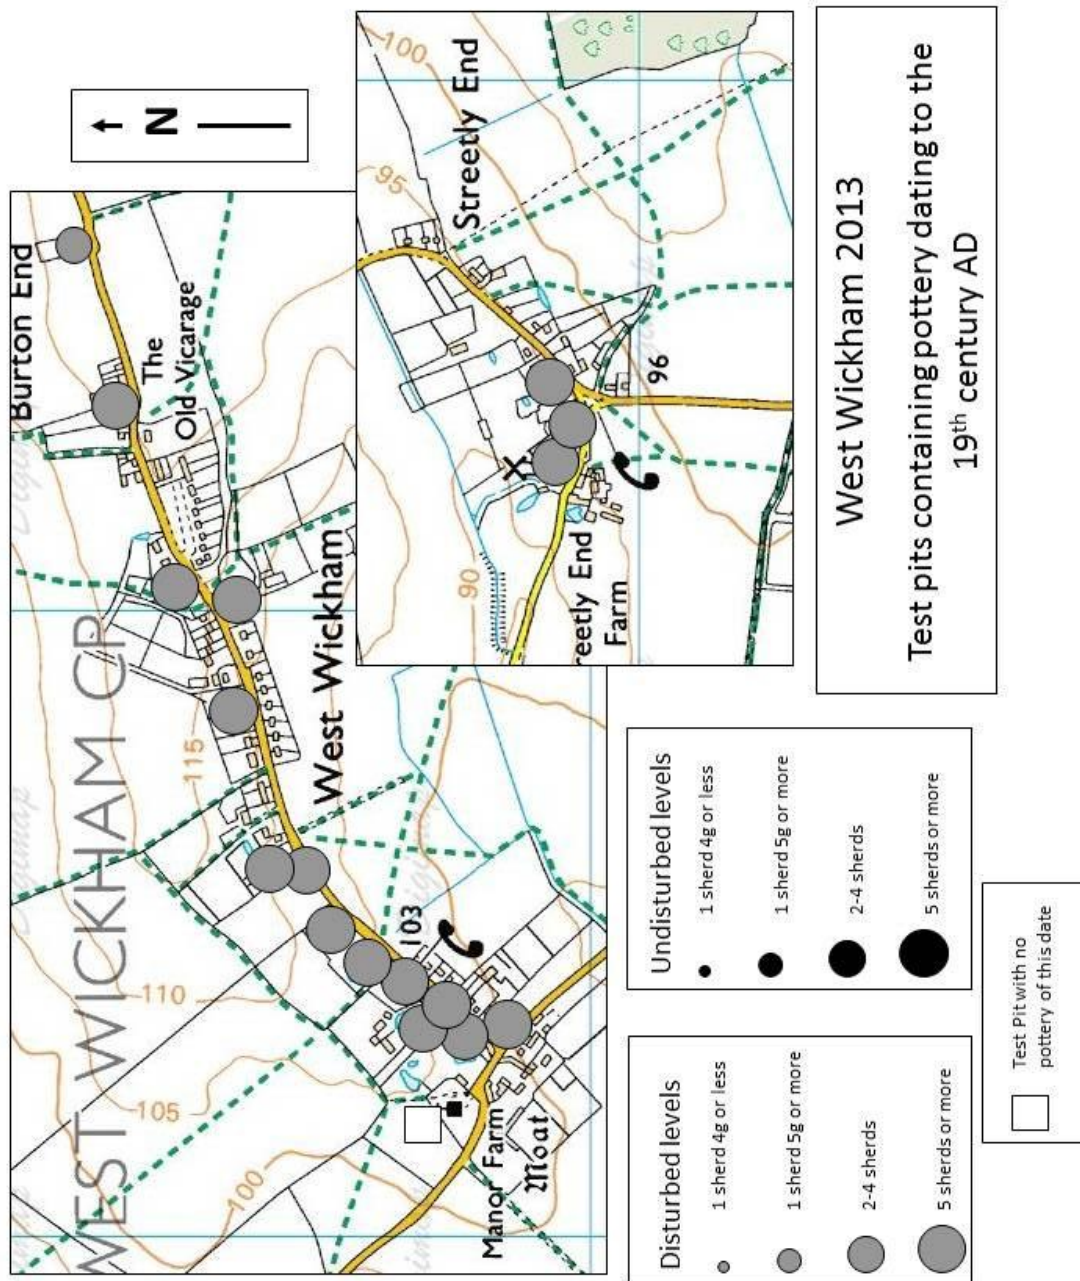 WEST WICKHAM CP
Burton End
The
Old Vicarage
West Wickham
115
110
105
100
103
Manor Farm
Moat
N
100
95
90
Streetly End
96
reetly End
Farm
West Wickham 2013
Test pits containing pottery dating to the
19th century AD
Disturbed levels
1 sherd 4g or less
1 sherd 5g or more
2-4 sherds
5 sherds or more
Undisturbed levels
1 sherd 4g or less
1 sherd 5g or more
2-4 sherds
5 sherds or more
Test Pit with no
pottery of this date